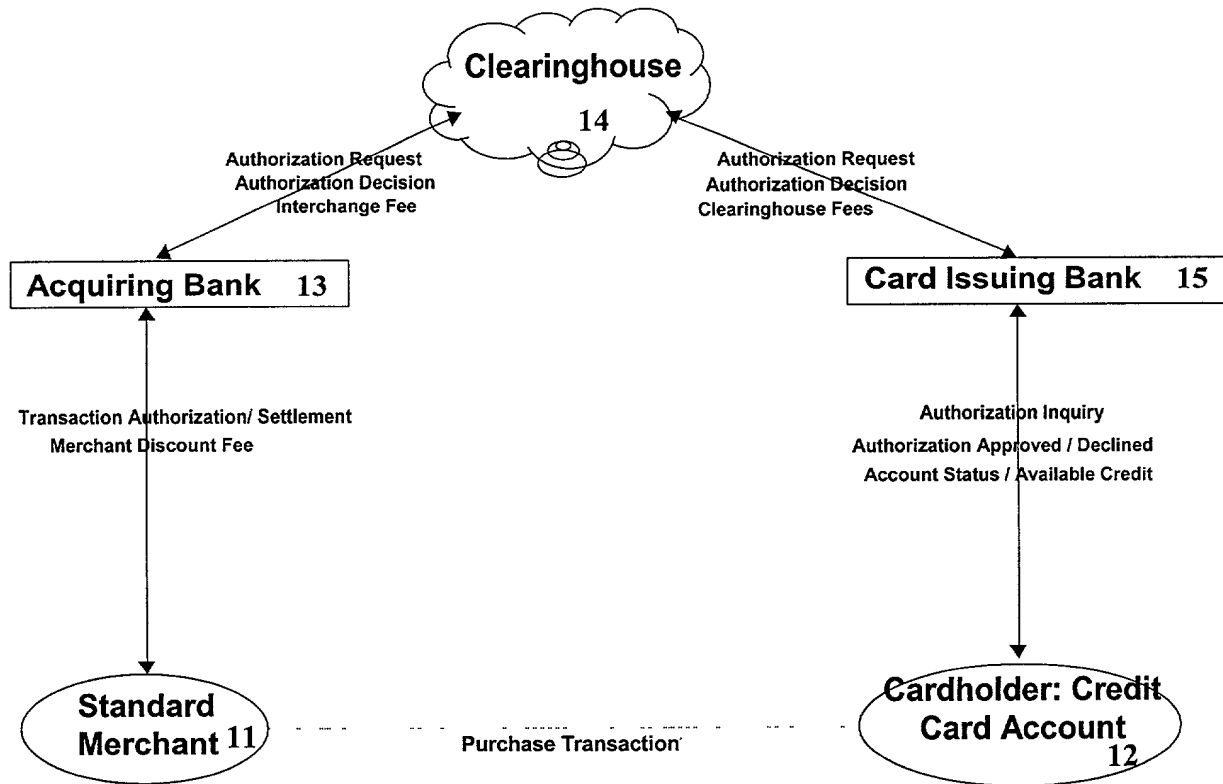 Clearinghouse
14
Authorization Request
Authorization Decision
Interchange Fee
Authorization Request
Authorization Decision
Clearinghouse Fees
Acquiring Bank 13
Card Issuing Bank 15
Transaction Authorization/ Settlement
Merchant Discount Fee
Authorization Inquiry
Authorization Approved / Declined
Account Status / Available Credit
Standard
Merchant 11
Purchase Transaction
Cardholder: Credit
Card Account
12